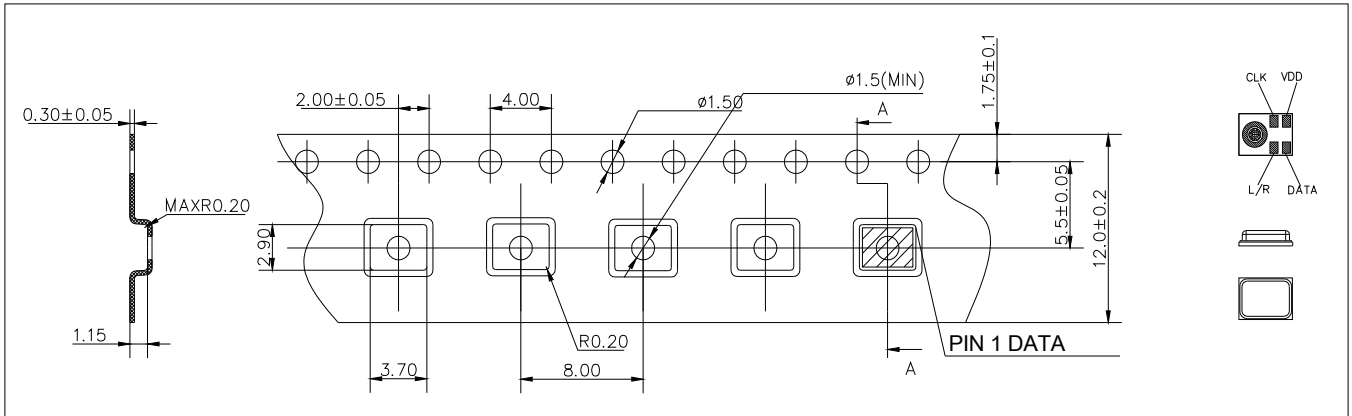 0.30±0.05
MAXR0.20
1.15
2.00±0.05
4.00
ø1.50
ø1.5(MIN)
A
1.75±0.1
2.90
R0.20
3.70
8.00
5.5±0.05
12.0±0.2
PIN 1 DATA
A
CLK VDD
L/R DATA